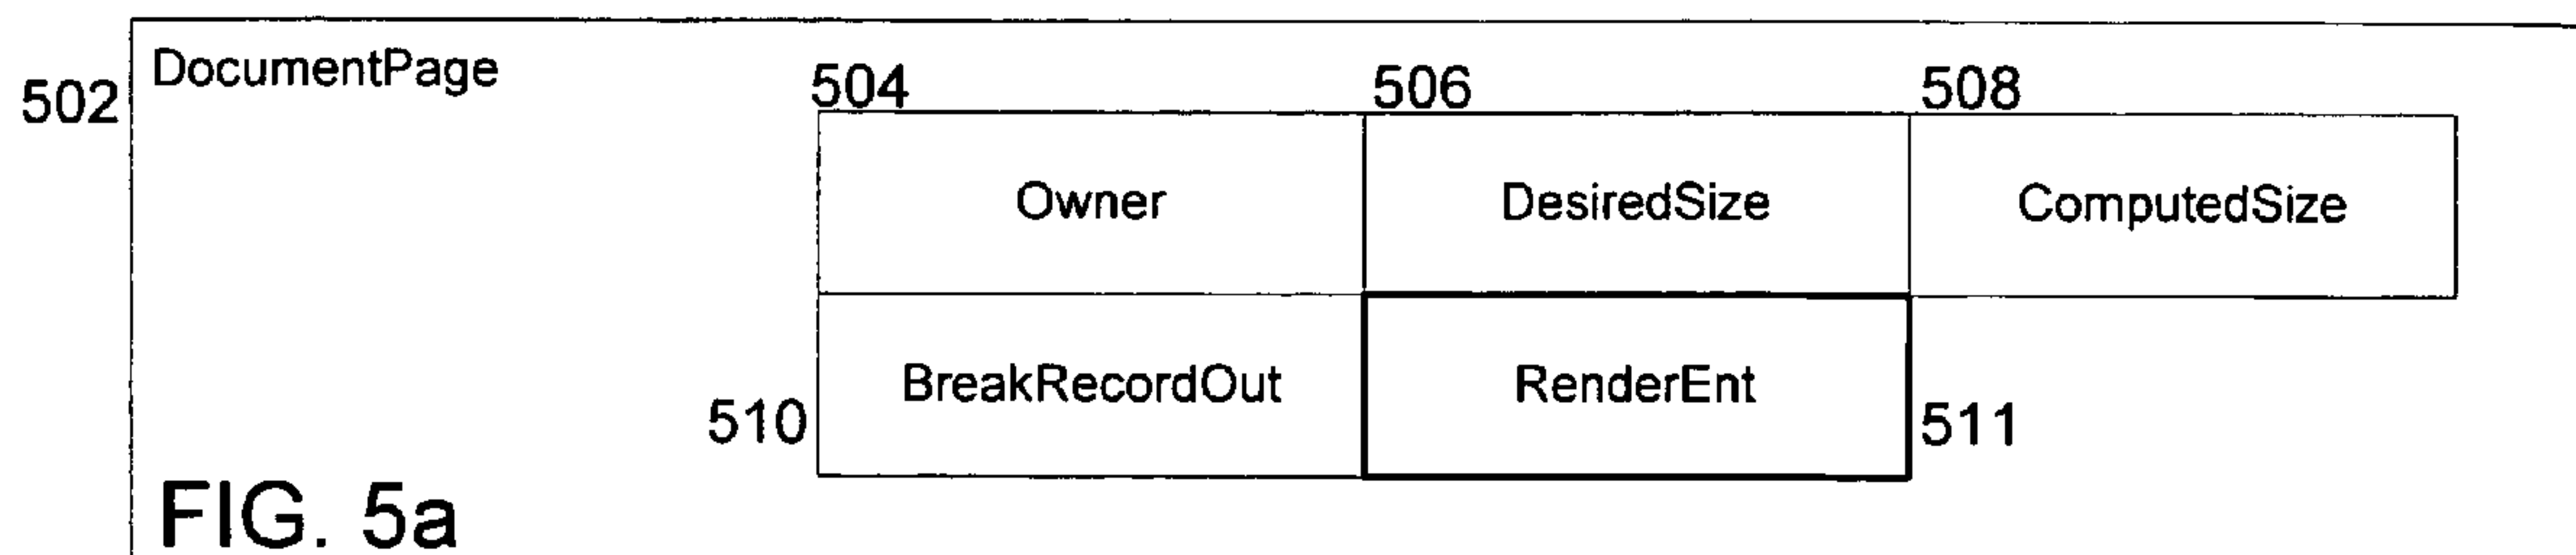 DocumentPage
502
504 506 508
Owner DesiredSize ComputedSize
BreakRecordOut RenderEnt
510 511
FIG. 5a